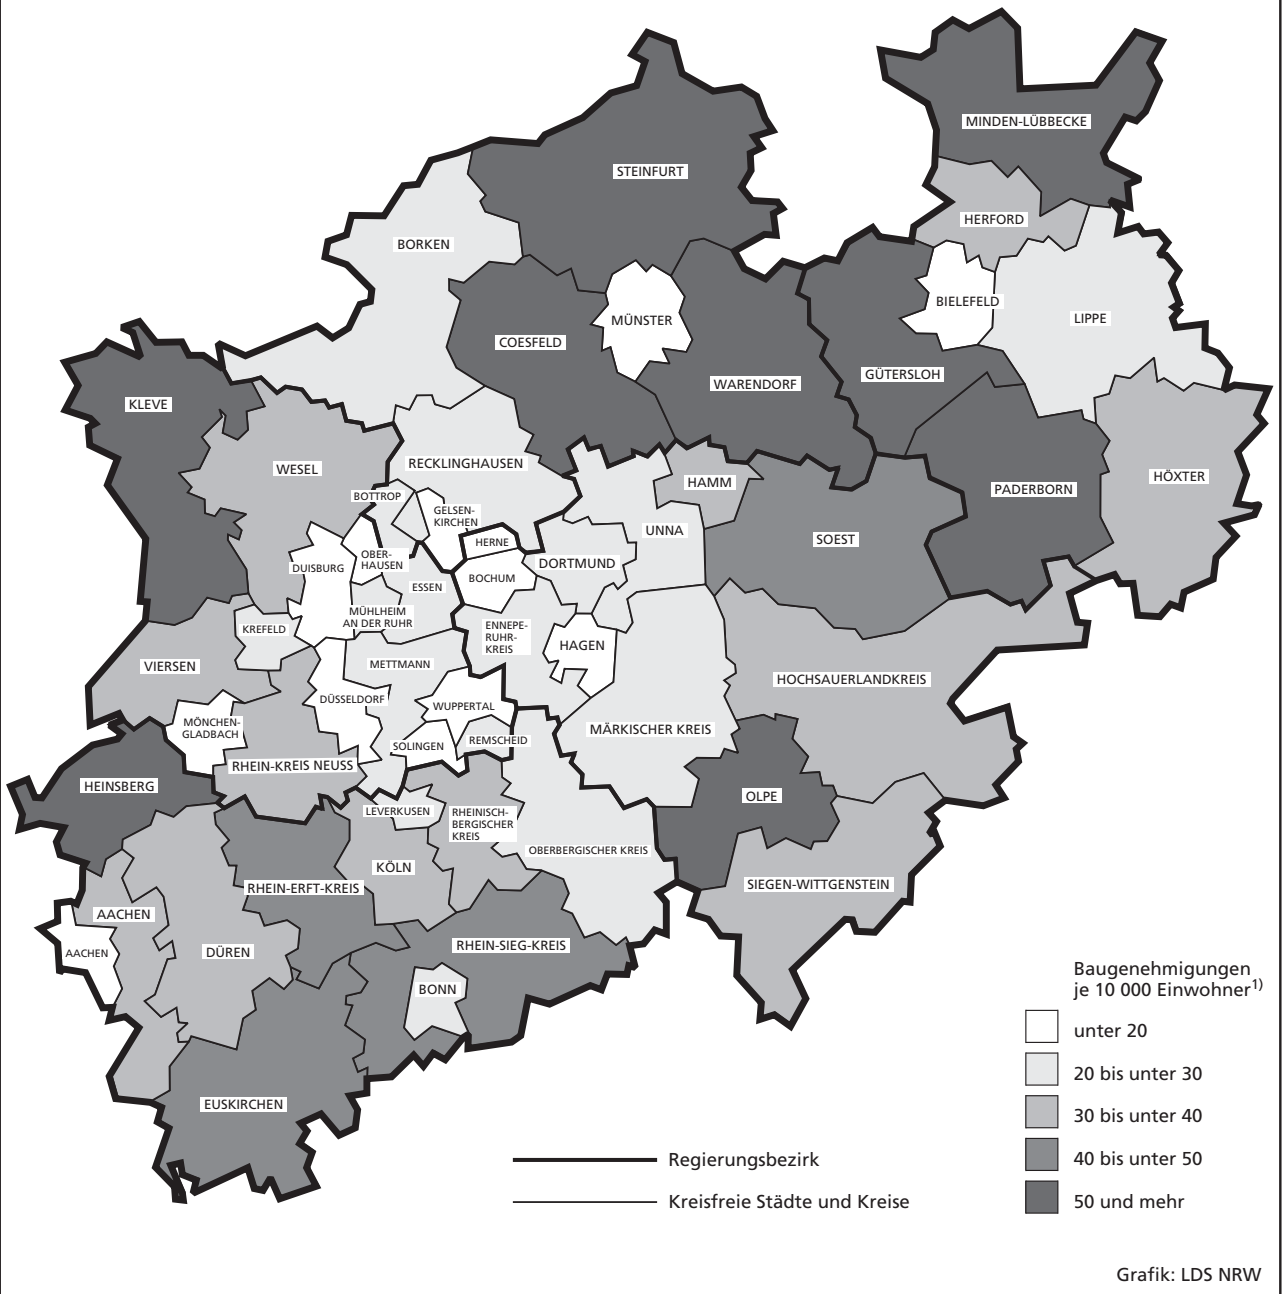 MINDEN-LÜBBECKE
STEINFURT
HERFORD
BORKEN
BIELEFELD
LIPPE
MÜNSTER
COESFELD
GÜTERSLOH
WARENDORF
KLEVE
RECKLINGHAUSEN
WESEL
HÖXTER
HAMM
PADERBORN
BOTTROP
GELSEN-
KIRCHEN
UNNA
SOEST
HERNE
OBER-
HAUSEN
DORTMUND
DUISBURG
BOCHUM
ESSEN
MÜHLHEIM
AN DER RUHR
KREFELD
ENNEPE-
RUHR-
KREIS
HAGEN
VIERSEN
METTMANN
HOCHSAUERLANDKREIS
DÜSSELDORF
WUPPERTAL
MÖNCHEN-
GLADBACH
MÄRKISCHER KREIS
REMSCHEID
SOLINGEN
RHEIN-KREIS NEUSS
HEINSBERG
OLPE
LEVERKUSEN
RHEINISCH-
BERGISCHER
KREIS
OBERBERGISCHER KREIS
KÖLN
RHEIN-ERFT-KREIS
SIEGEN-WITTGENSTEIN
AACHEN
RHEIN-SIEG-KREIS
AACHEN
DÜREN
BONN
EUSKIRCHEN
Baugenehmigungen
je 10 000 Einwohner1)
unter 20
20 bis unter 30
30 bis unter 40
40 bis unter 50
50 und mehr
Regierungsbezirk
Kreisfreie Städte und Kreise
Grafik: LDS NRW